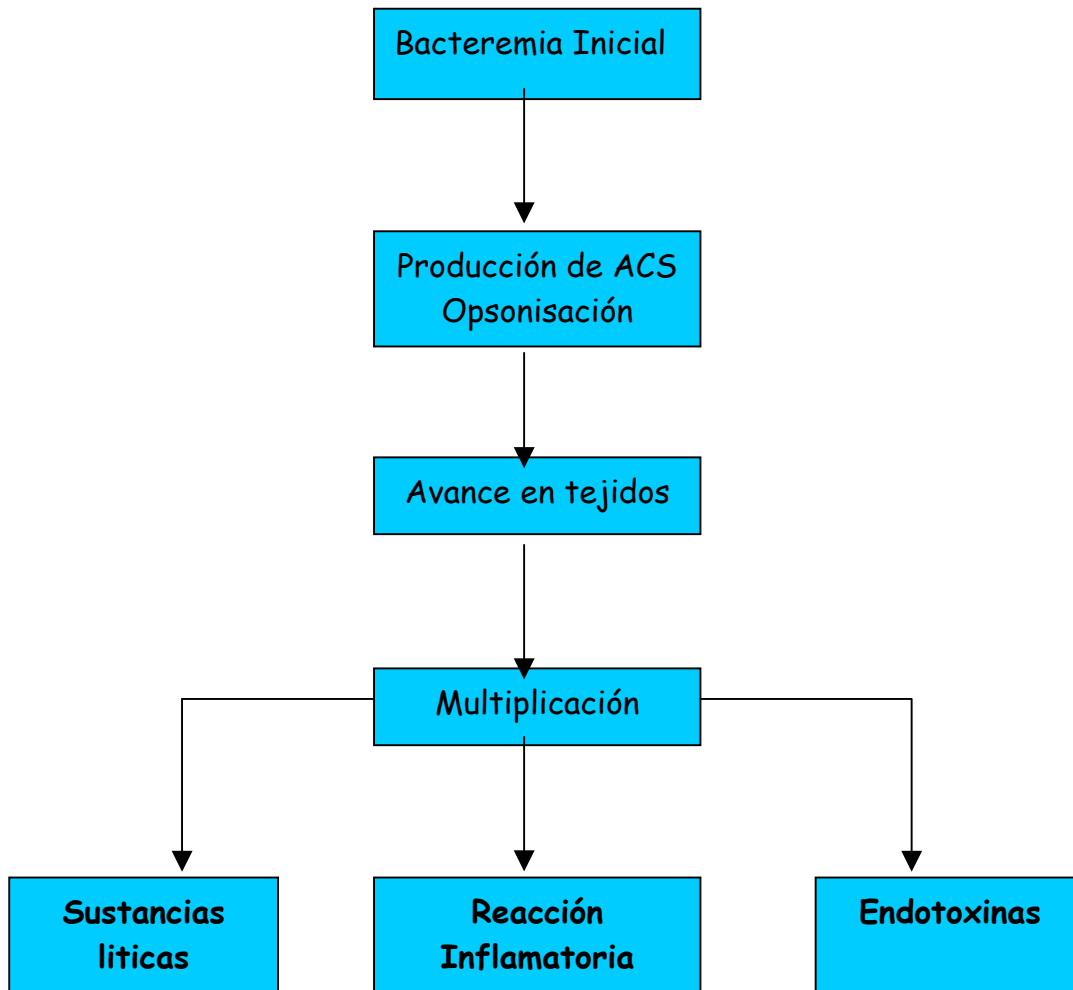 Bacteremia Inicial
Producción de ACS
Opsonisación
Avance en tejidos
Multiplicación
Sustancias
liticas
Reacción
Inflamatoria
Endotoxinas